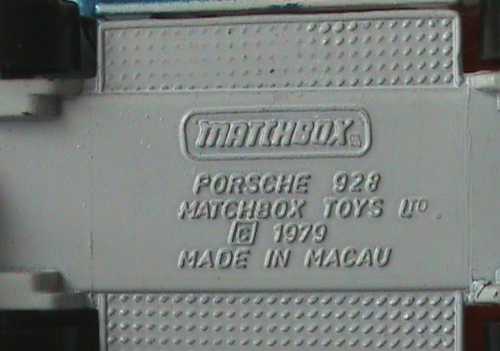 MATCHBOX
PORSCHE 928
MATCHBOX TOYS LTD.
© 1979
MADE IN MACAU